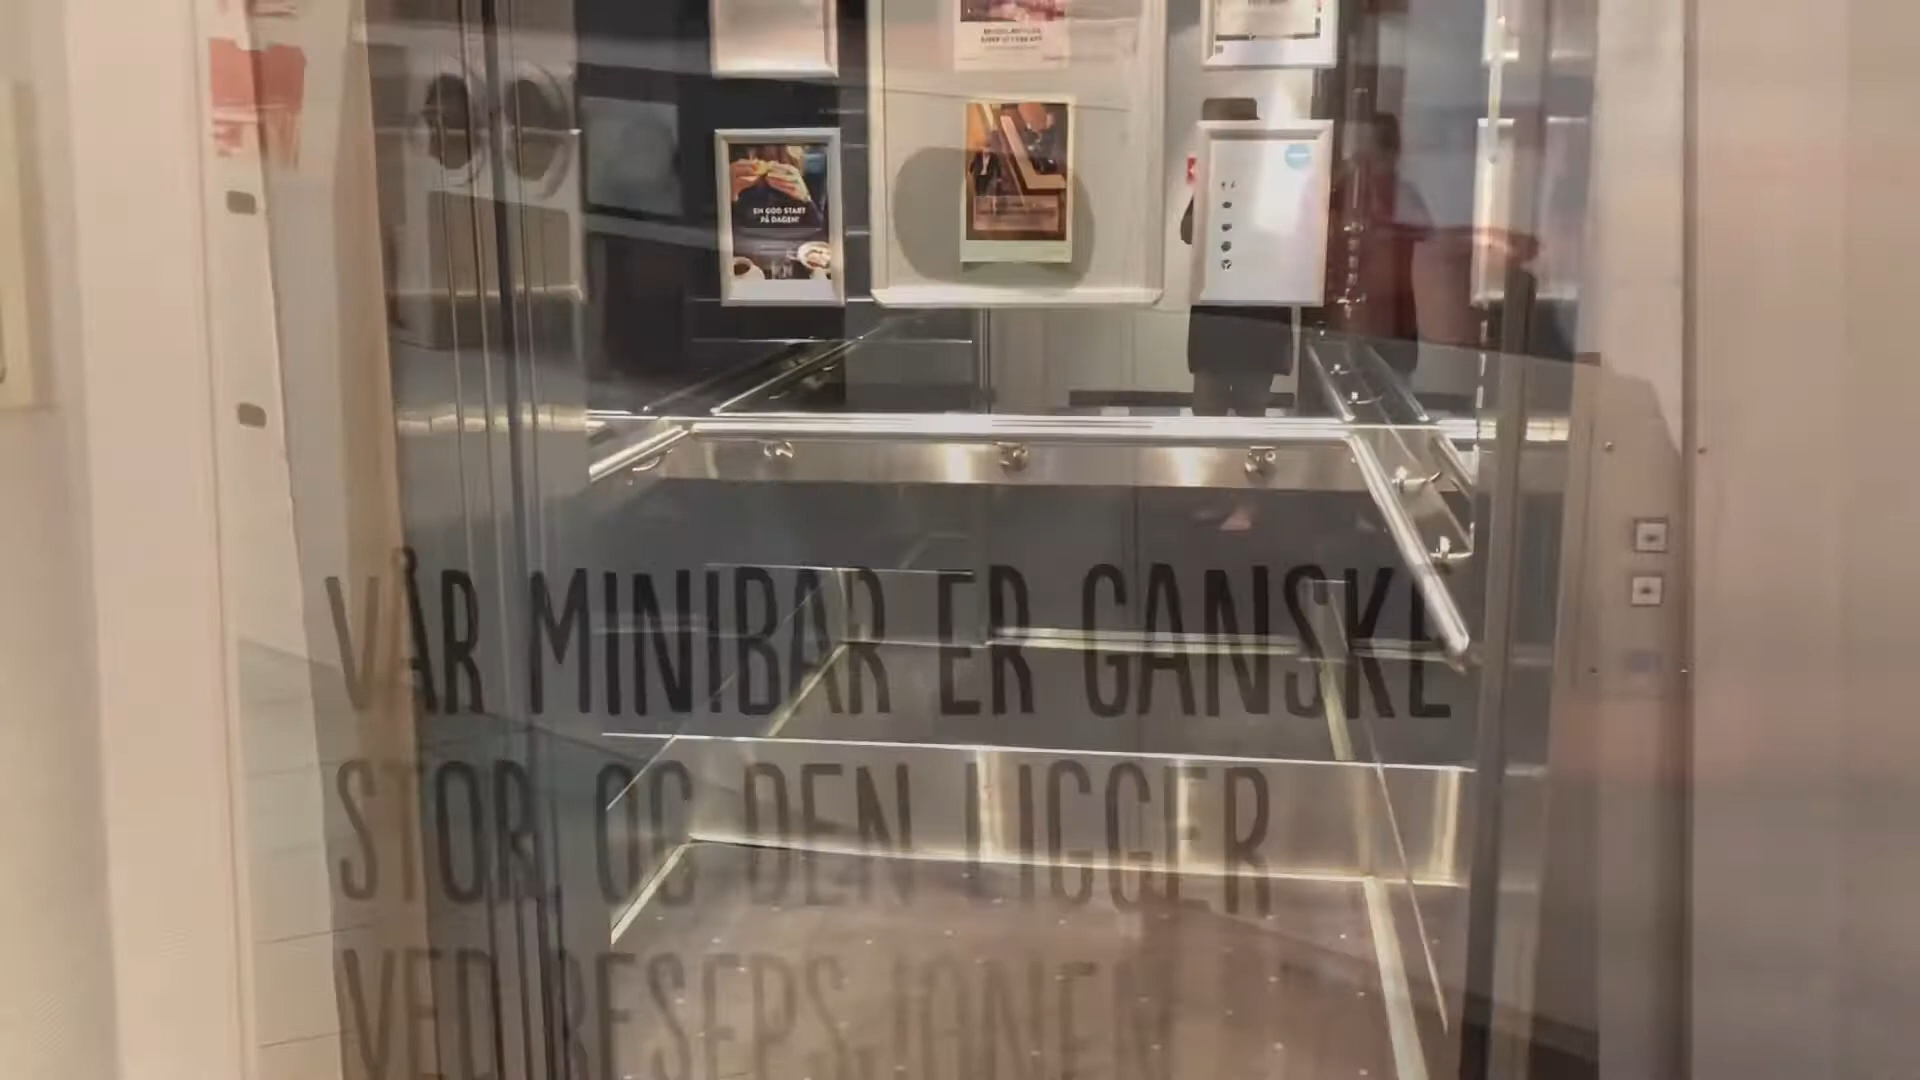 EN GOD START
PÅ DAGEN!
VÅR MINIBAR ER GANSKE
STOR, OG DEN LIGGER
VED RESEPSJONEN